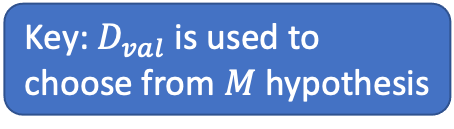 Key: D_val is used to
choose from M hypothesis